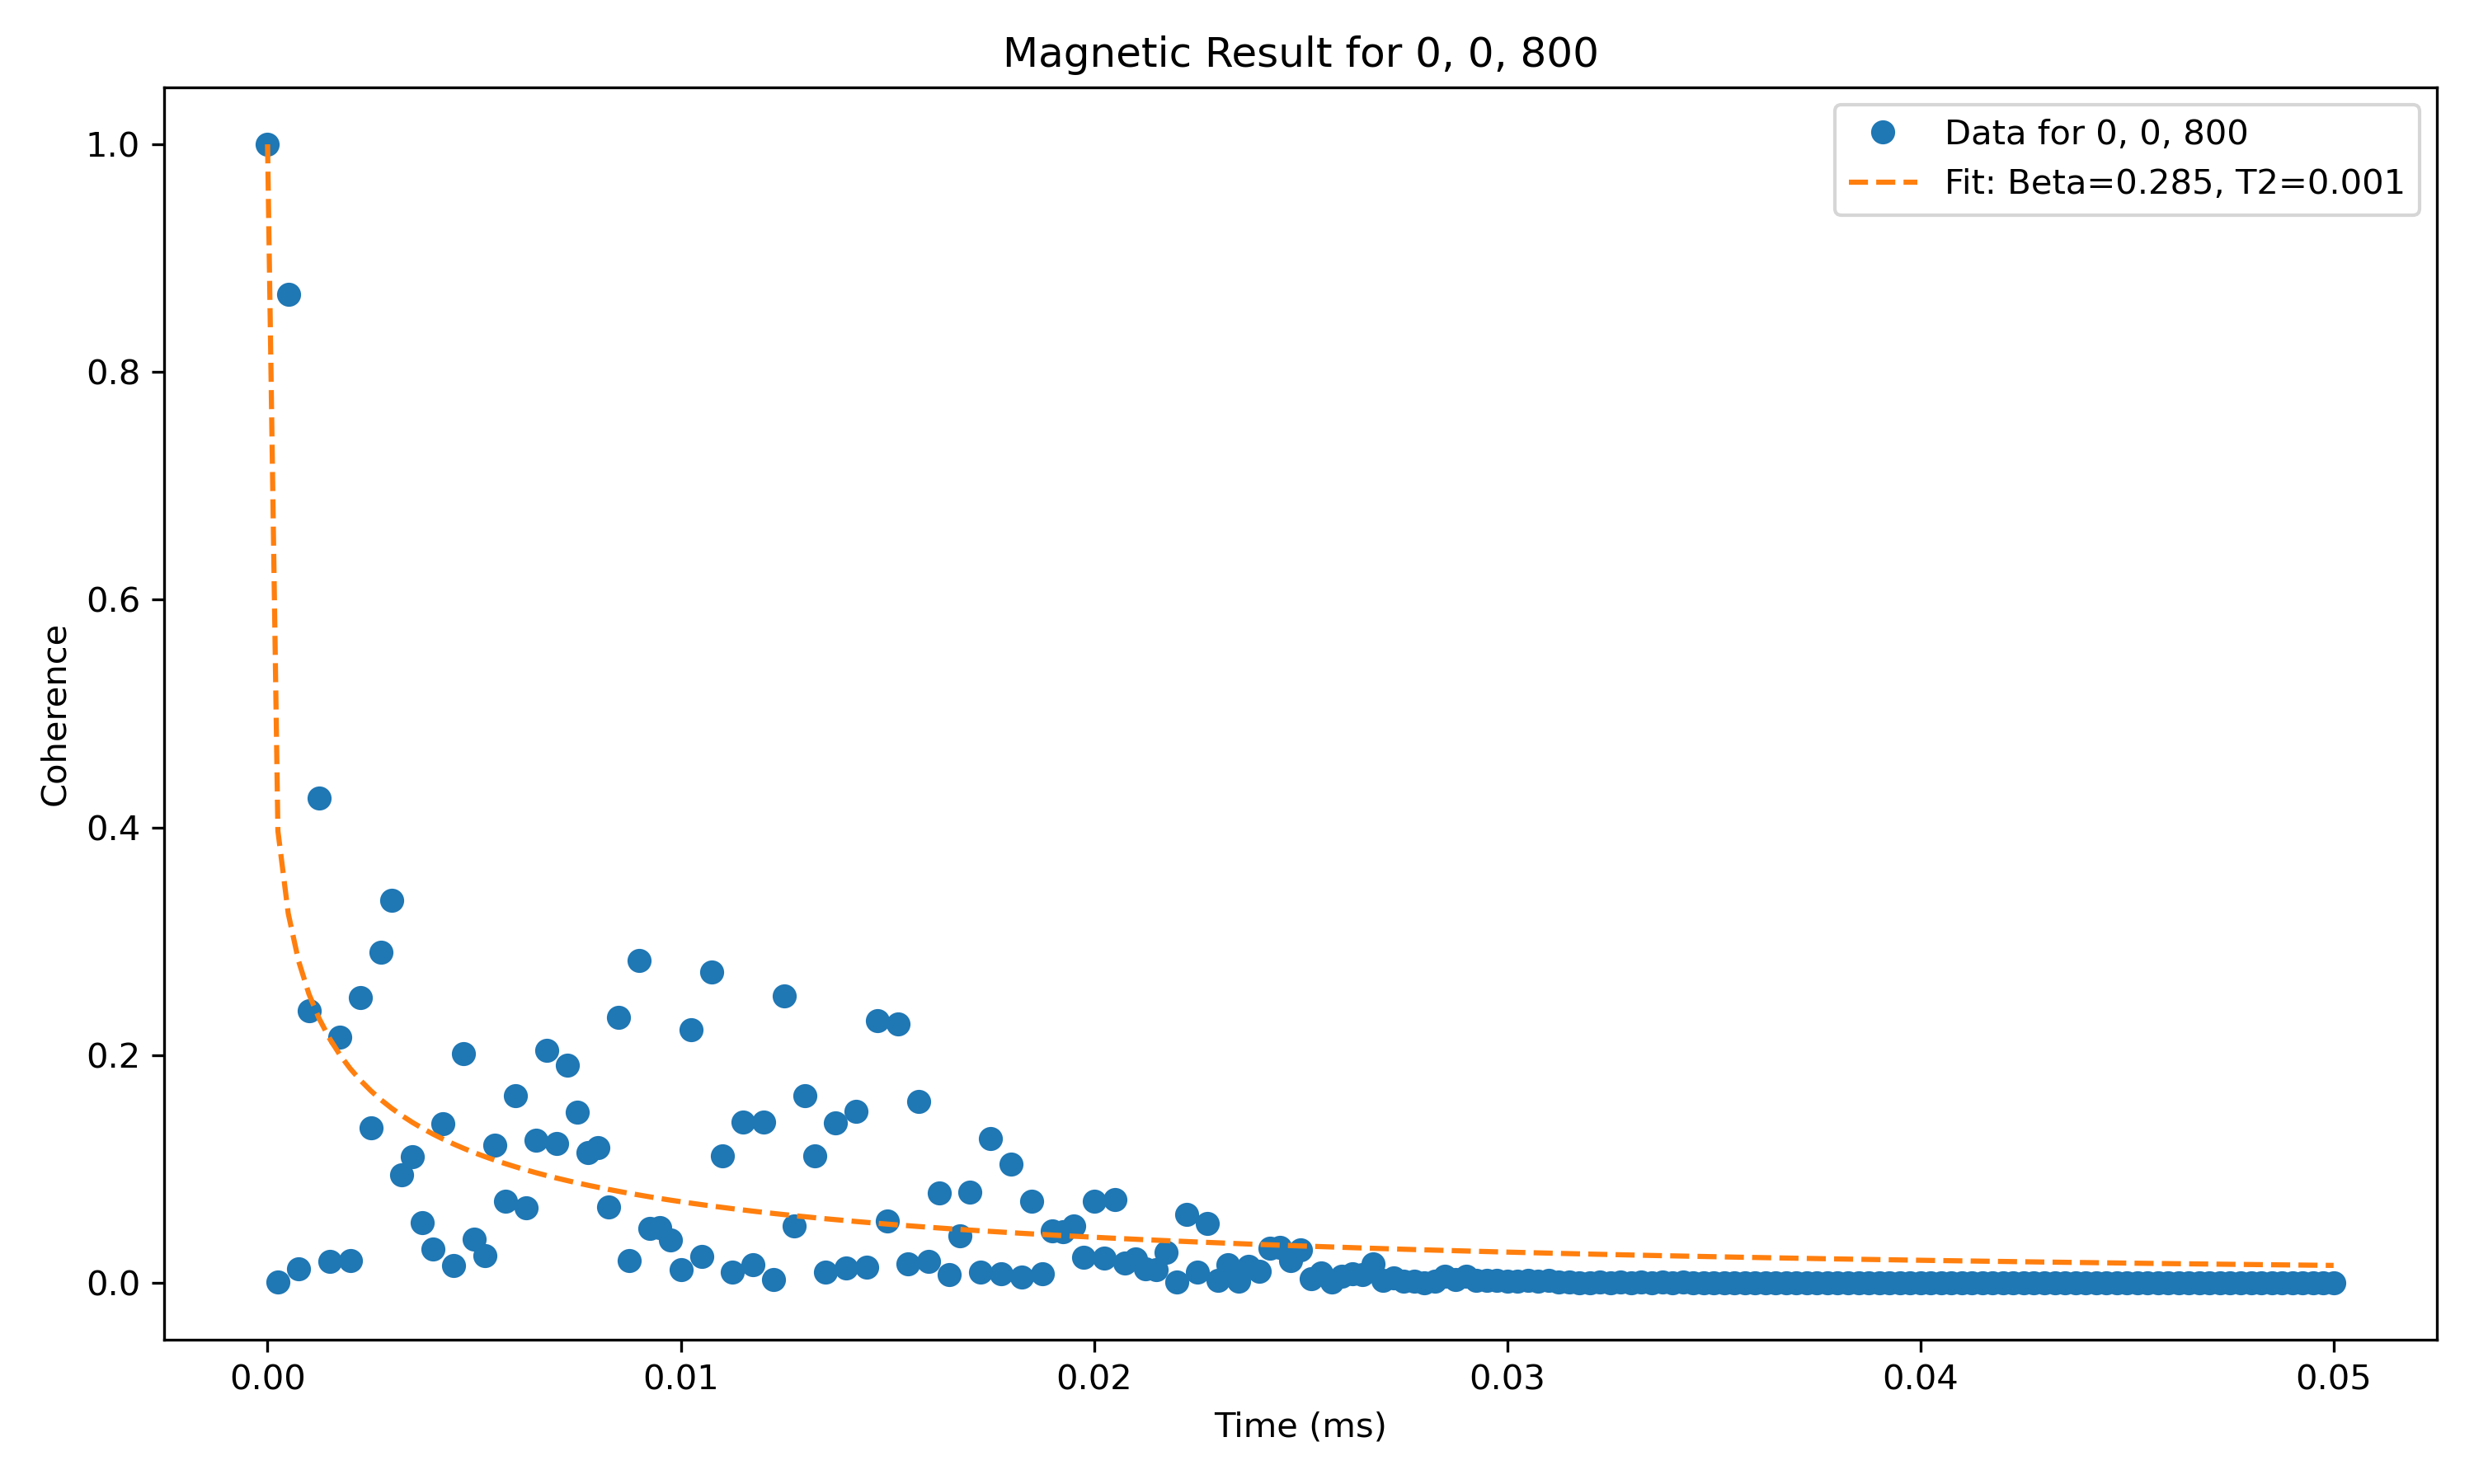 Magnetic Result for 0, 0, 800
Data for 0, 0, 800
Fit: Beta=0.285, T2=0.001
1.0
0.8
0.6
0.4
0.2
0.0
Coherence
0.00 0.01 0.02 0.03 0.04 0.05
Time (ms)